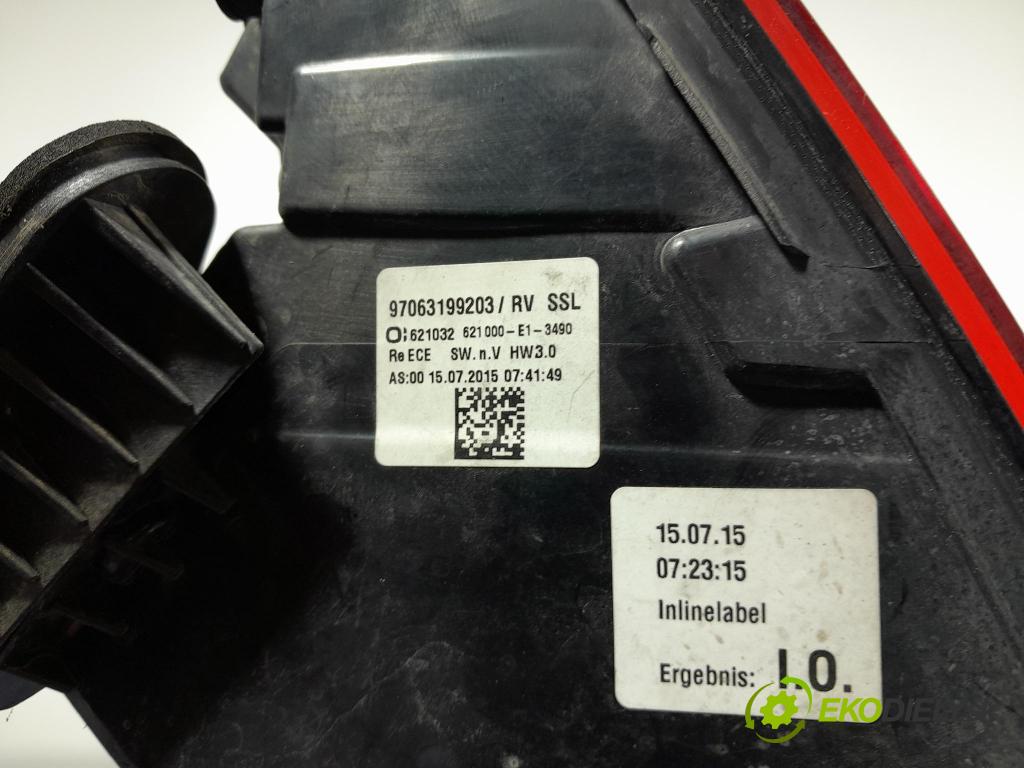 97063199203/ RV SSL
621032 621000-E1-3490
Re ECE SW. n.V HW3.0
AS:00 15.07.2015 07:41:49
15.07.15
07:23:15
Inlinelabel
Ergebnis: I.O.
EKODIE